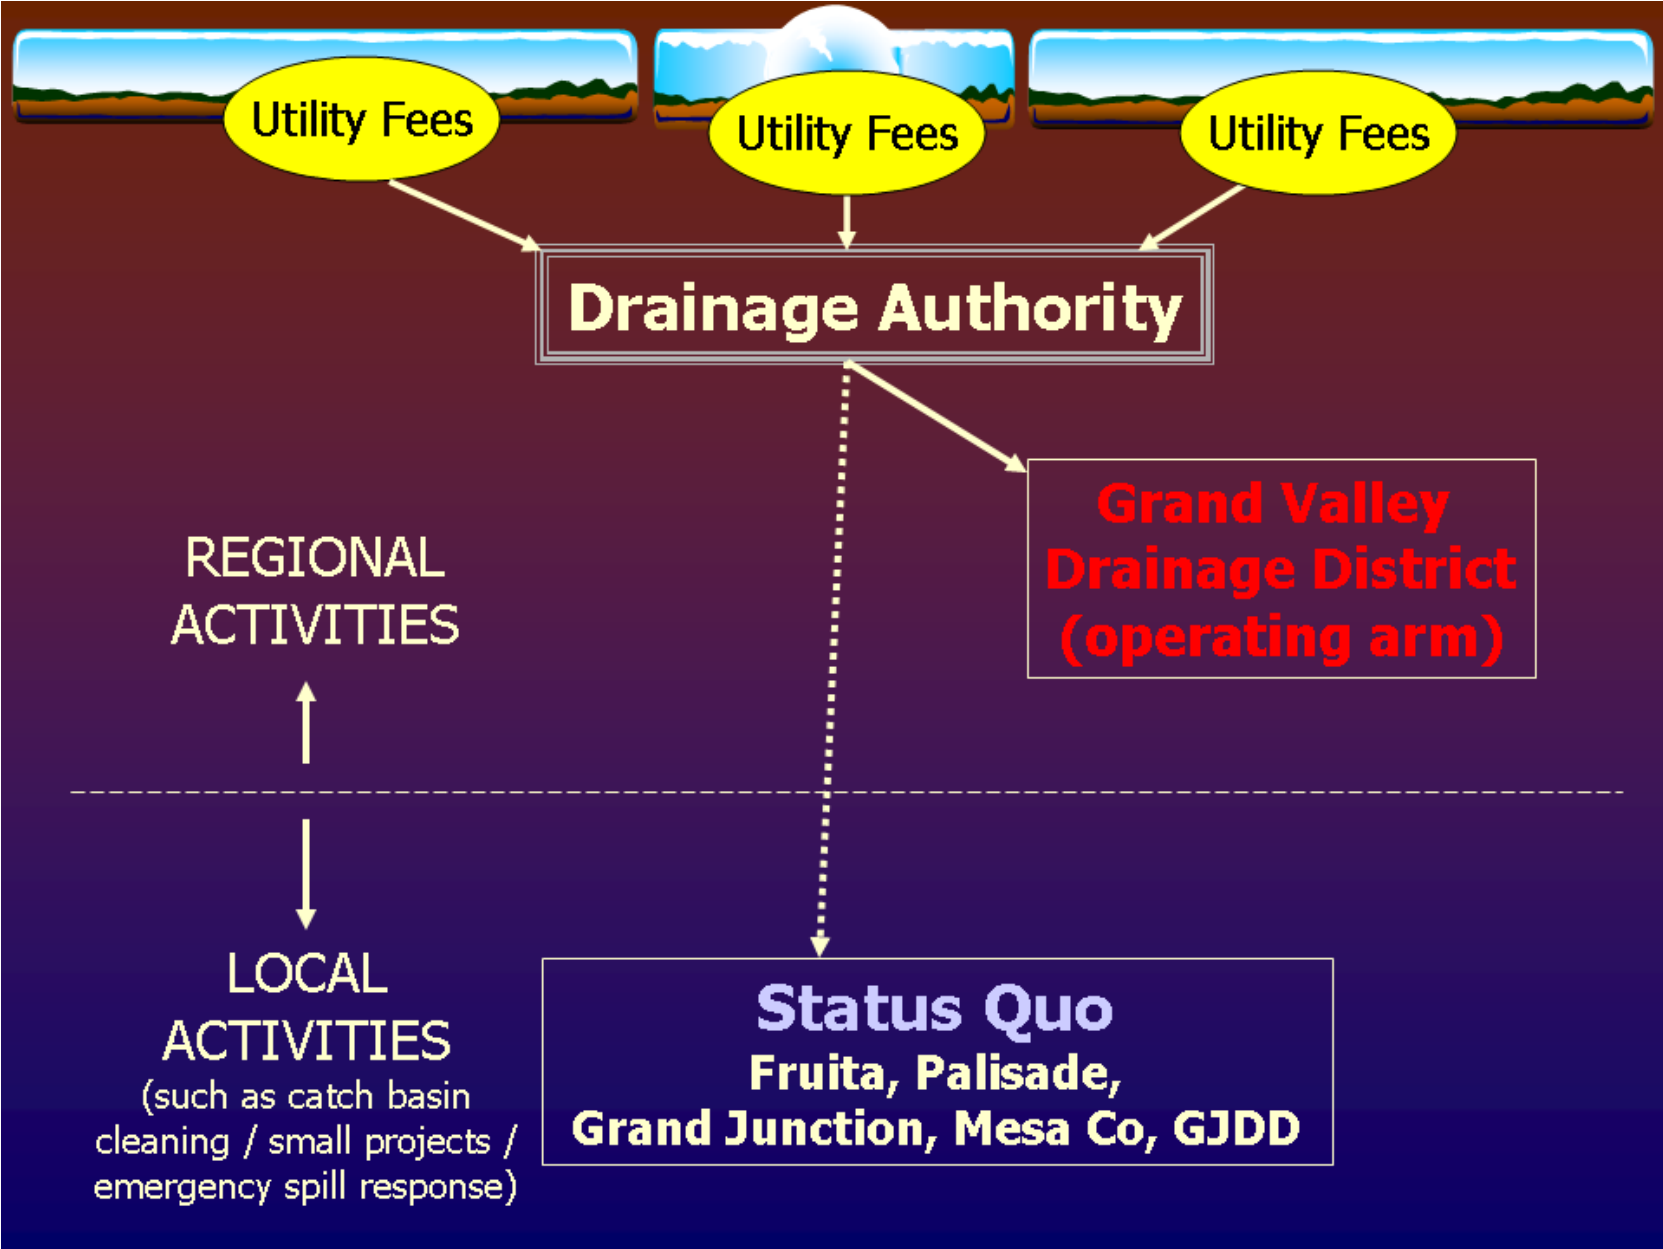 Utility Fees
Utility Fees
Utility Fees
Drainage Authority
Grand Valley
Drainage District
(operating arm)
REGIONAL
ACTIVITIES
LOCAL
ACTIVITIES
(such as catch basin
cleaning / small projects /
emergency spill response)
Status Quo
Fruita, Palisade,
Grand Junction, Mesa Co, GJDD